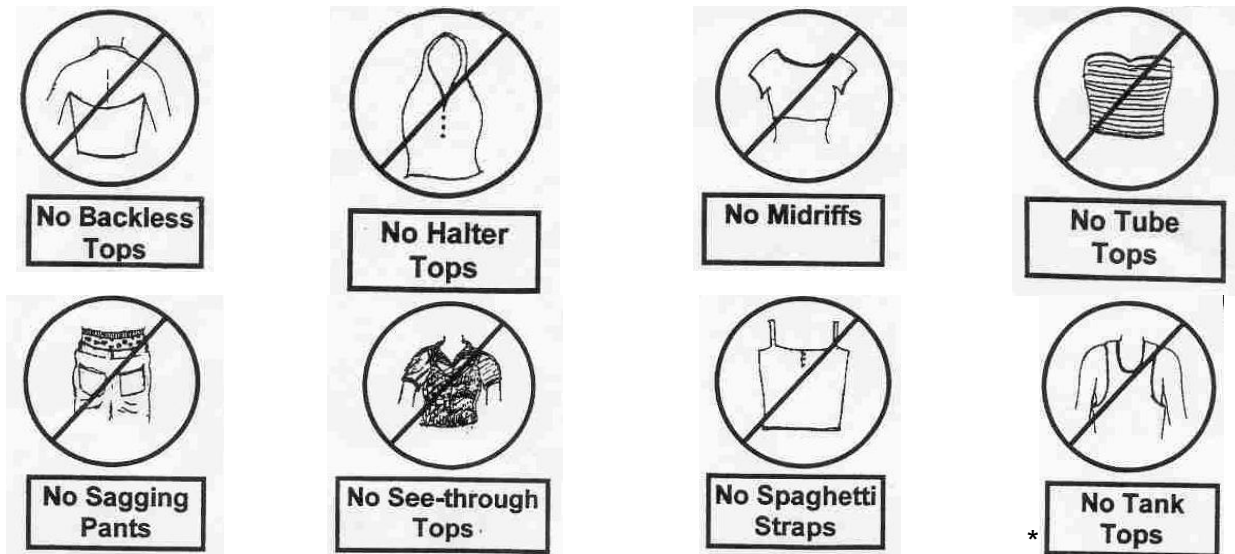 No Backless
Tops
No Halter
Tops
No Midriffs
No Tube
Tops
No Sagging
Pants
No See-through
Tops
No Spaghetti
Straps
* No Tank
Tops